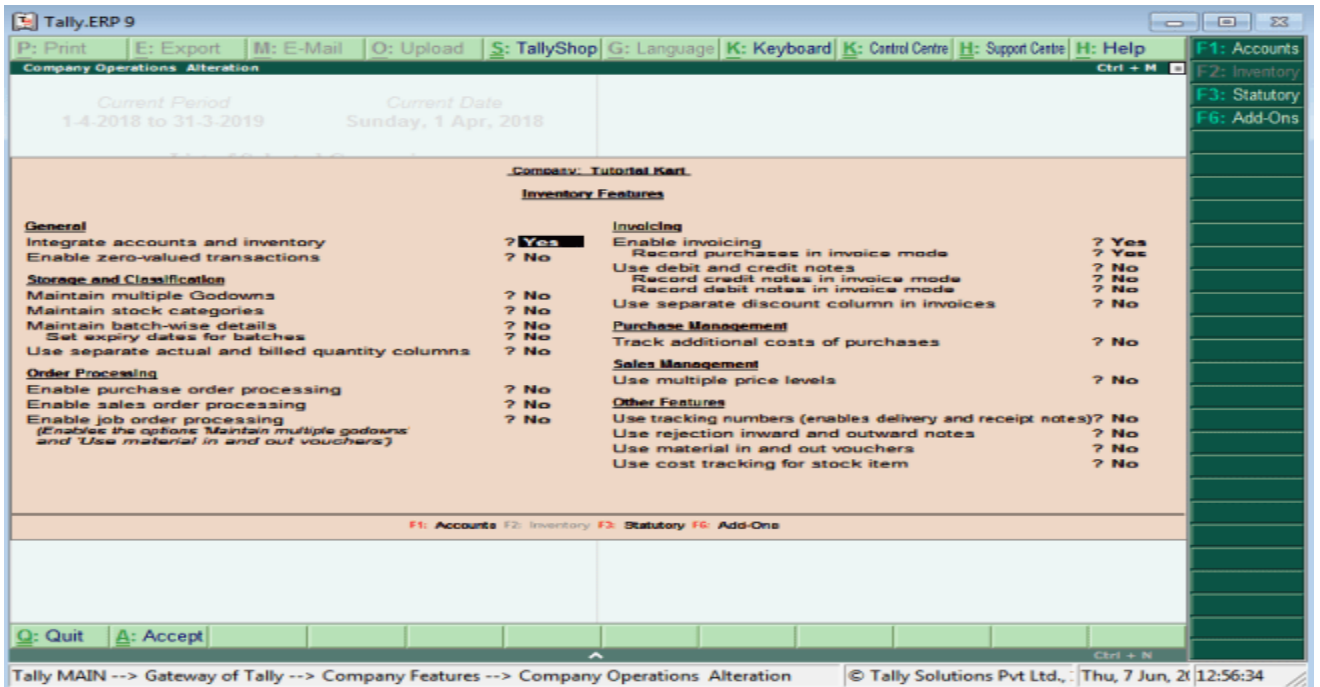 Tally.ERP 9
P: Print E: Export M: E-Mail O: Upload S: TallyShop G: Language K: Keyboard K: Control Centre H: Support Centre H: Help
F1: Accounts
F2: Inventory
F3: Statutory
F6: Add-Ons
Company Operations Alteration Ctrl + M
Current Period Current Date
1-4-2018 to 31-3-2019 Sunday, 1 Apr, 2018
Company: Tutorial Kart
Inventory Features
General
Integrate accounts and inventory ? Yes
Enable zero-valued transactions ? No
Storage and Classification
Maintain multiple Godowns ? No
Maintain stock categories ? No
Maintain batch-wise details ? No
Set expiry dates for batches ? No
Use separate actual and billed quantity columns ? No
Order Processing
Enable purchase order processing ? No
Enable sales order processing ? No
Enable job order processing ? No
(Enables the options 'Maintain multiple godowns'
and 'Use material in and out vouchers')
Invoicing
Enable invoicing ? Yes
Record purchases in invoice mode ? Yes
Use debit and credit notes ? No
Record credit notes in invoice mode ? No
Record debit notes in invoice mode ? No
Use separate discount column in invoices ? No
Purchase Management
Track additional costs of purchases ? No
Sales Management
Use multiple price levels ? No
Other Features
Use tracking numbers (enables delivery and receipt notes)? No
Use rejection inward and outward notes ? No
Use material in and out vouchers ? No
Use cost tracking for stock item ? No
F1: Accounts F2: Inventory F3: Statutory F6: Add-Ons
Q: Quit A: Accept
Ctrl + N
Tally MAIN --> Gateway of Tally --> Company Features --> Company Operations Alteration © Tally Solutions Pvt Ltd., Thu, 7 Jun, 2( 12:56:34